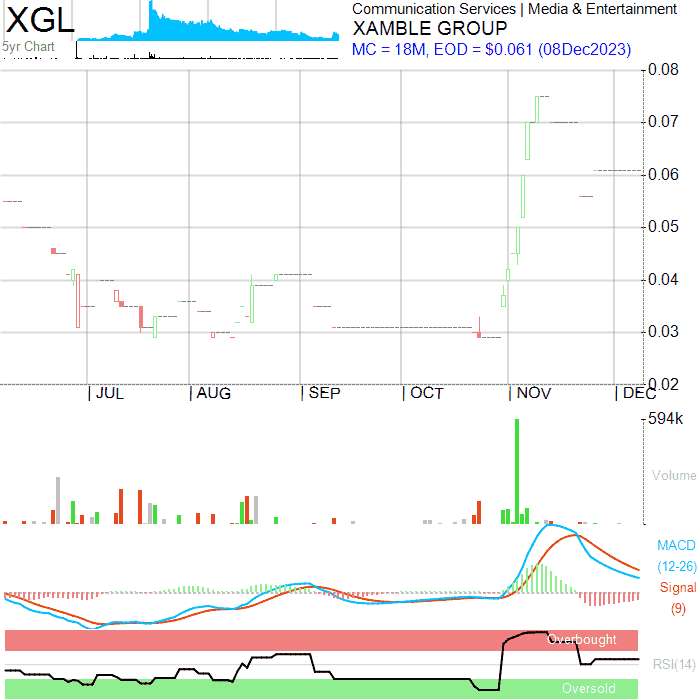 XGL
5yr Chart
Communication Services | Media & Entertainment
XAMBLE GROUP
MC = 18M, EOD = $0.061 (08Dec2023)
0.08
0.07
0.06
0.05
0.04
0.03
0.02
JUL
AUG
SEP
OCT
NOV
DEC
594k
Volume
MACD
(12-26)
Signal
(9)
Overbought
RSI(14)
Oversold